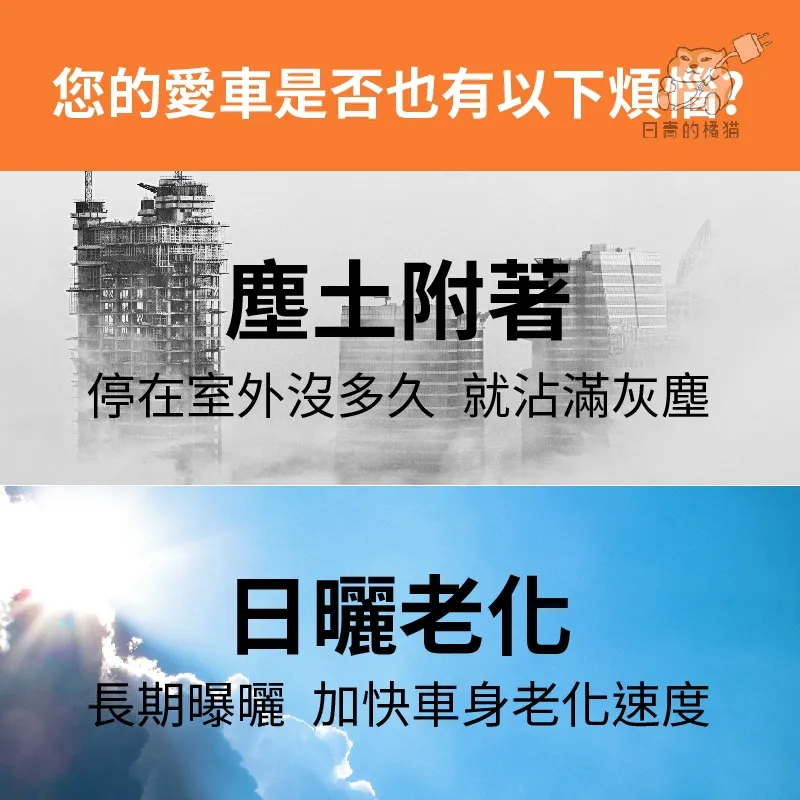 您的愛車是否也有以下煩惱?
日青的橘猫
塵土附著
停在室外沒多久 就沾滿灰塵
日曬老化
長期曝曬 加快車身老化速度